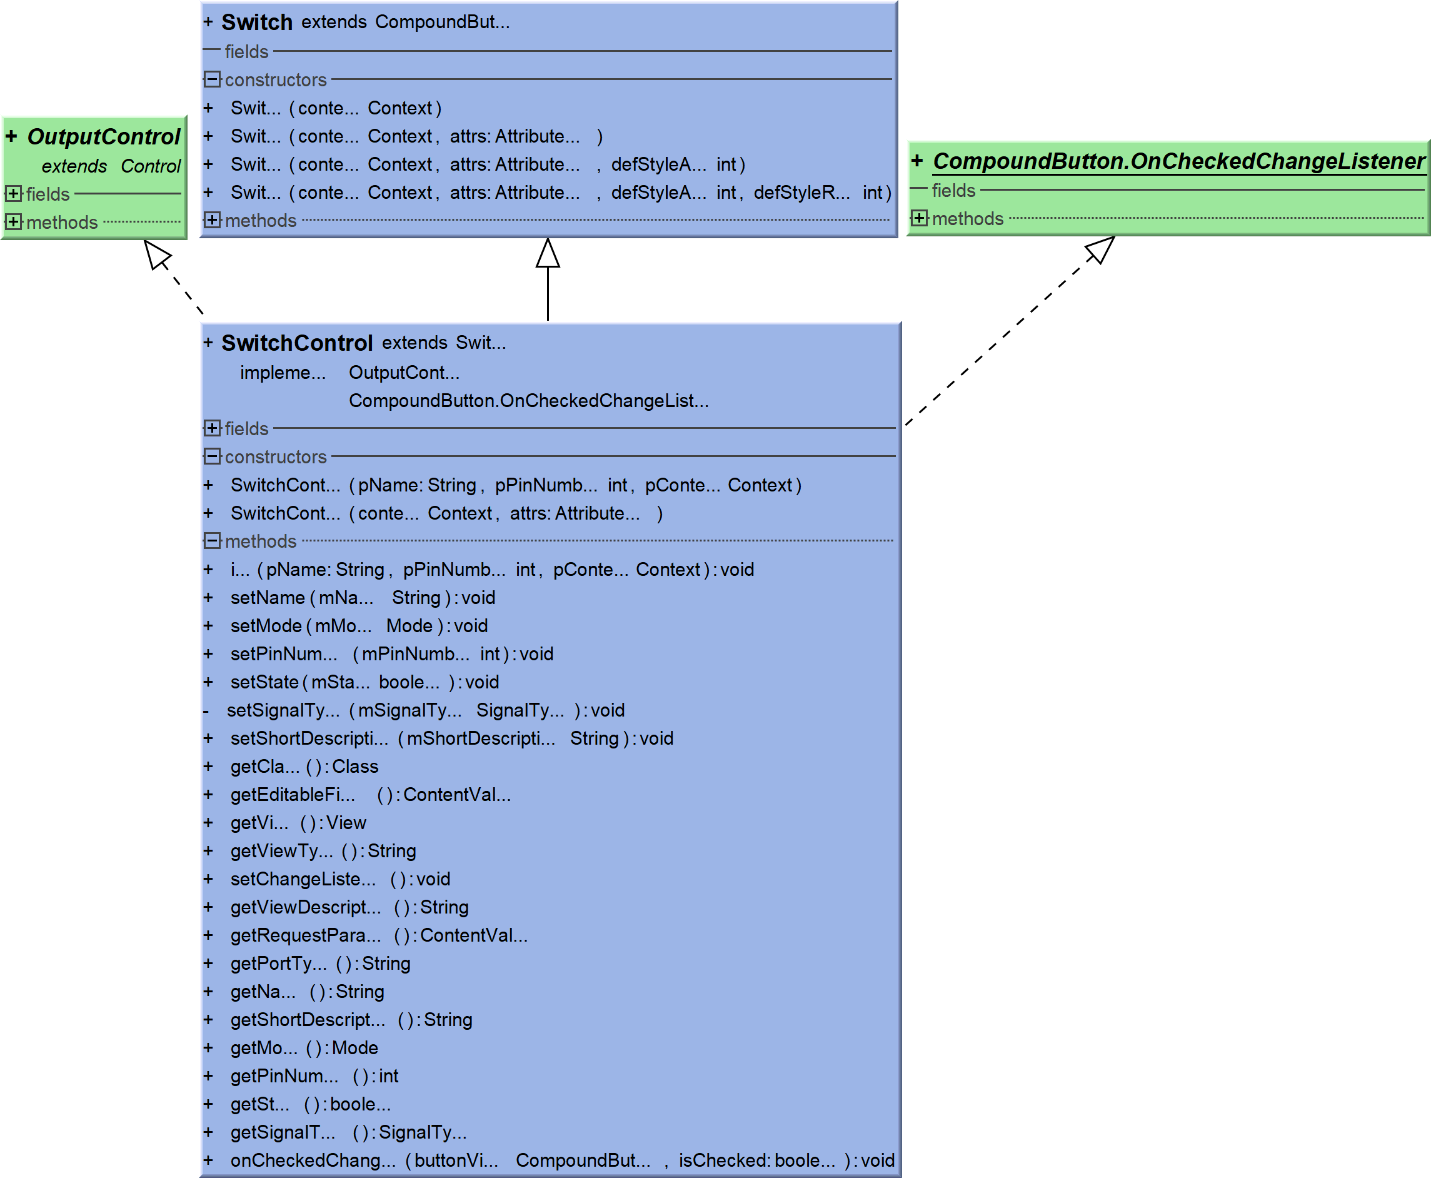 + Switch extends CompoundBut...
fields
constructors
+ Swit... (conte... Context)
+ Swit... (conte... Context, attrs:Attribute... )
+ Swit... (conte... Context, attrs:Attribute... , defStyleA... int)
+ Swit... (conte... Context, attrs:Attribute... , defStyleR... int, defStyleR... int)
methods
+ OutputControl
extends Control
fields
methods
+ CompoundButton.OnCheckedChangeListener
fields
methods
+ SwitchControl extends Swit...
impleme... OutputCont...
CompoundButton.OnCheckedChangeList...
fields
constructors
+ SwitchCont... (pName:String, pPinNumb... int, pConte... Context)
+ SwitchCont... (conte... Context, attrs:Attribute... )
methods
+ i... (pName:String, pPinNumb... int, pConte... Context):void
+ setName(mNa... String):void
+ setMode(mMo... Mode):void
+ setPinNum... (mPinNumb... int):void
+ setState(mSta... boole... ):void
- setSignalTy... (mSignalTy... SignalTy... ):void
+ setShortDescripti... (mShortDescripti... String):void
+ getCla... ():Class
+ getEditableFi... ():ContentVal...
+ getVi... ():View
+ getViewTy... ():String
+ setChangeListe... ():void
+ getViewDescript... ():String
+ getRequestPara... ():ContentVal...
+ getPortTy... ():String
+ getNa... ():String
+ getShortDescript... ():String
+ getMo... ():Mode
+ getPinNum... ():int
+ getSt... ():boole...
+ getSignalT... ():SignalTy...
+ onCheckedChang... (buttonVi... CompoundBut... , isChecked:boole... ):void